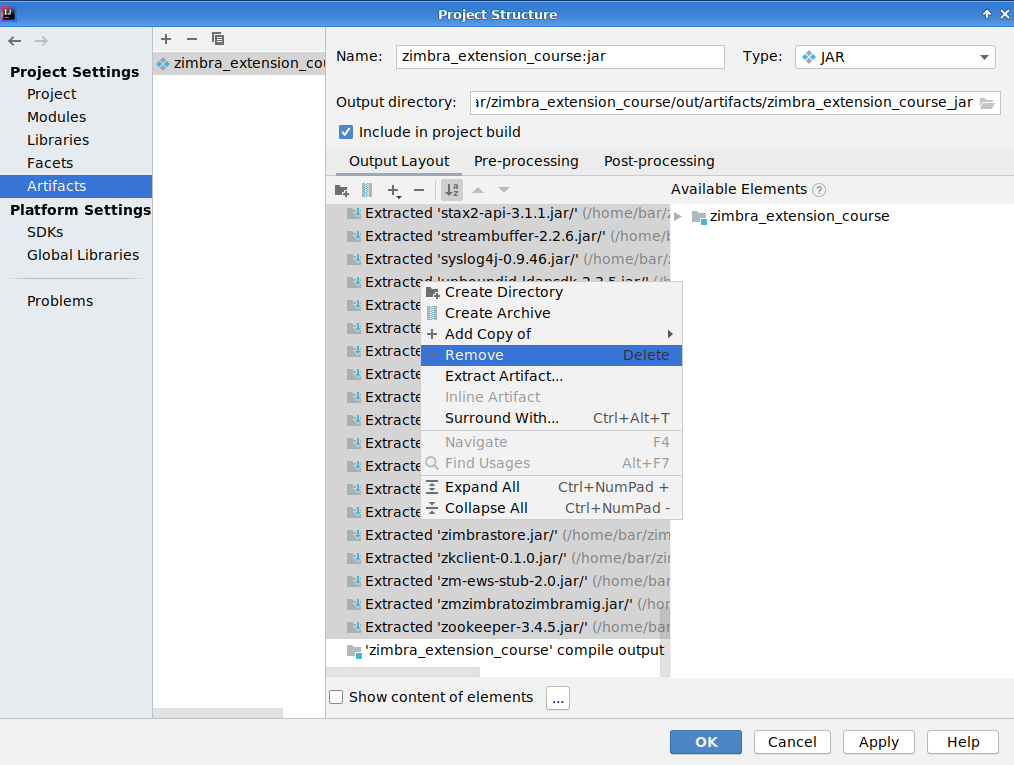 Project Structure
Project Settings
Project
Modules
Libraries
Facets
Artifacts
Platform Settings
SDKs
Global Libraries
Problems
zimbra_extension_cou
Name: zimbra_extension_course:jar Type: JAR
Output directory: ar/zimbra_extension_course/out/artifacts/zimbra_extension_course_jar
Include in project build
Output Layout Pre-processing Post-processing
Available Elements ?
zimbra_extension_course
Extracted 'stax2-api-3.1.1.jar/' (/home/bar/z
Extracted 'streambuffer-2.2.6.jar/' (/home/b
Extracted 'syslog4j-0.9.46.jar/' (/home/bar/z
Extracted 'unboundid-ldapsdk-2.3.5.jar/' (/h
Extracte
Extracte
Extracte
Extracte
Extracte
Extracte
Extracte
Extracte
Extracte
Extracte
Create Directory
Create Archive
Add Copy of
Remove Delete
Extract Artifact...
Inline Artifact
Surround With... Ctrl+Alt+T
Navigate F4
Find Usages Alt+F7
Expand All Ctrl+NumPad +
Collapse All Ctrl+NumPad -
Extracted 'zimbrastore.jar/' (/home/bar/zim
Extracted 'zkclient-0.1.0.jar/' (/home/bar/zi
Extracted 'zm-ews-stub-2.0.jar/' (/home/bar
Extracted 'zmzimbratozimbramig.jar/' (/hor
Extracted 'zookeeper-3.4.5.jar/' (/home/bar
'zimbra_extension_course' compile output
Show content of elements ...
OK Cancel Apply Help